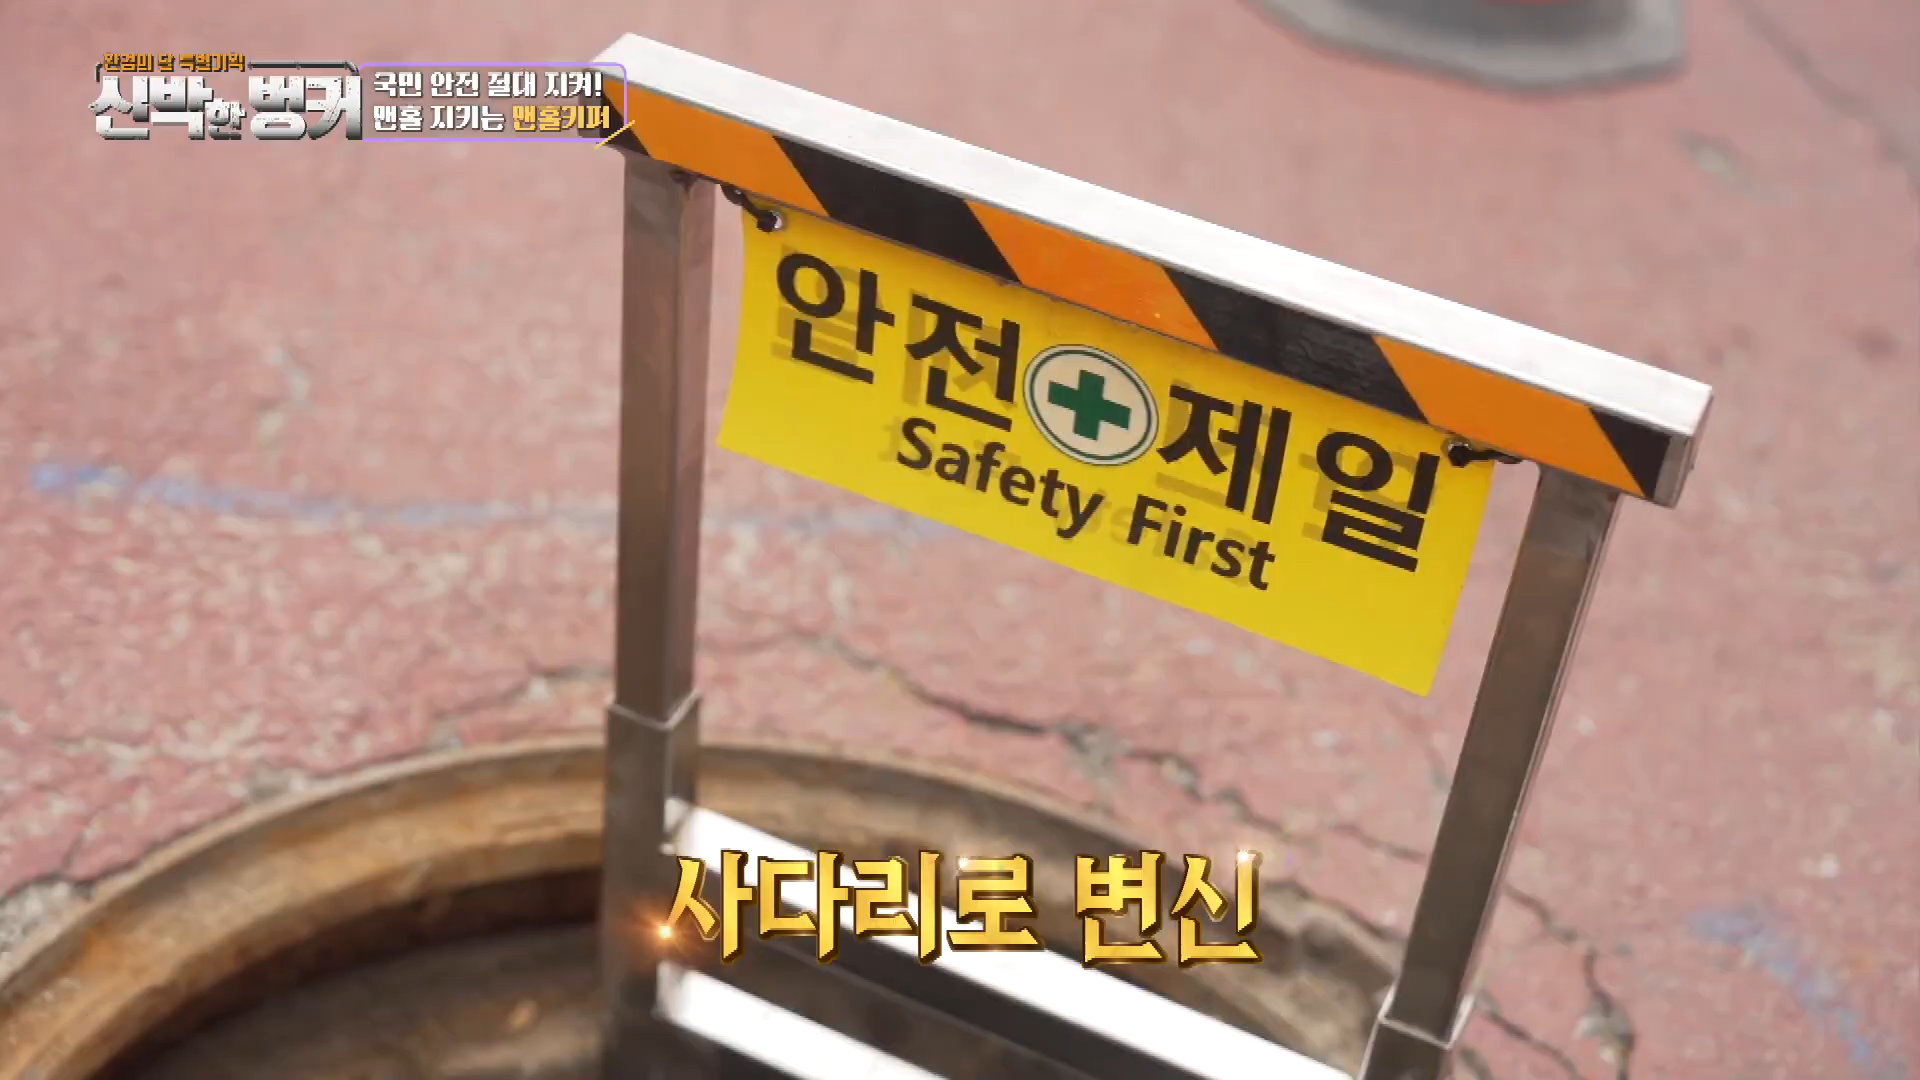 환경의 달 특별기획
신박한 벙커
국민 안전 절대 지켜!
맨홀 지키는 맨홀키퍼
안전제일
Safety First
사다리로 변신